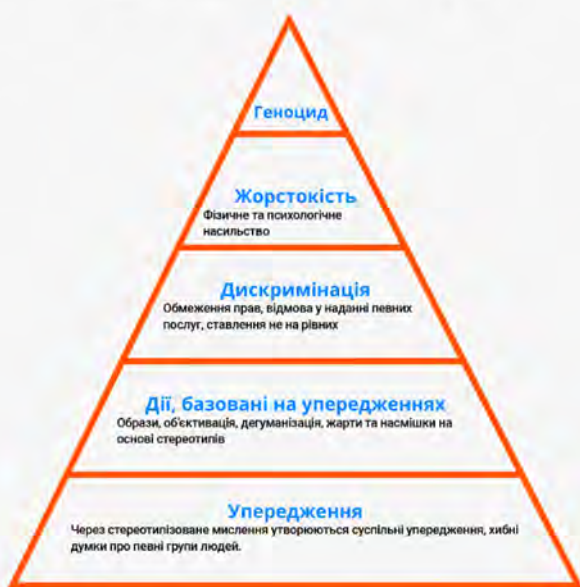 Геноцид
Жорстокість
Фізичне та психологічне
насильство
Дискримінація
Обмеження прав, відмова у наданні певних
послуг, ставлення не на рівних
Дії, базовані на упередженнях
Образи, об'єктивація, дегуманізація, жарти та насмішки на
основі стереотипів
Упередження
Через стереотипізоване мислення утворюються суспільні упередження, хибні
думки про певні групи людей.